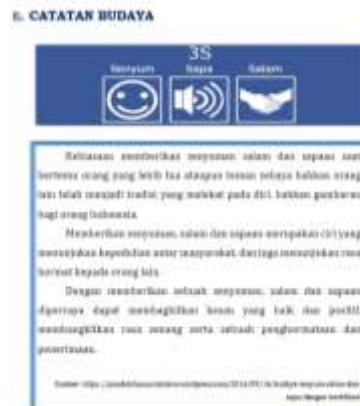 E. CATATAN BUDAYA
3S
Senyum Sapa Salam
Kebiasaan memberikan senyuman salam dan sapaan saat
bertemu orang yang lebih tua ataupun teman sebaya bahkan orang
lain telah menjadi tradisi yang melekat pada diri, bahkan gambaran
bagi orang Indonesia.
Memberikan senyuman, salam dan sapaan merupakan ciri yang
menunjukan kepedulian antar masyarakat, dan juga menunjukan rasa
hormat kepada orang lain.
Dengan memberikan sebuah senyuman, salam dan sapaan
dipercaya dapat membagkitkan kesan yang baik dan positif,
membangkitkan rasa senang serta sebuah penghormatan dan
penerimaan.